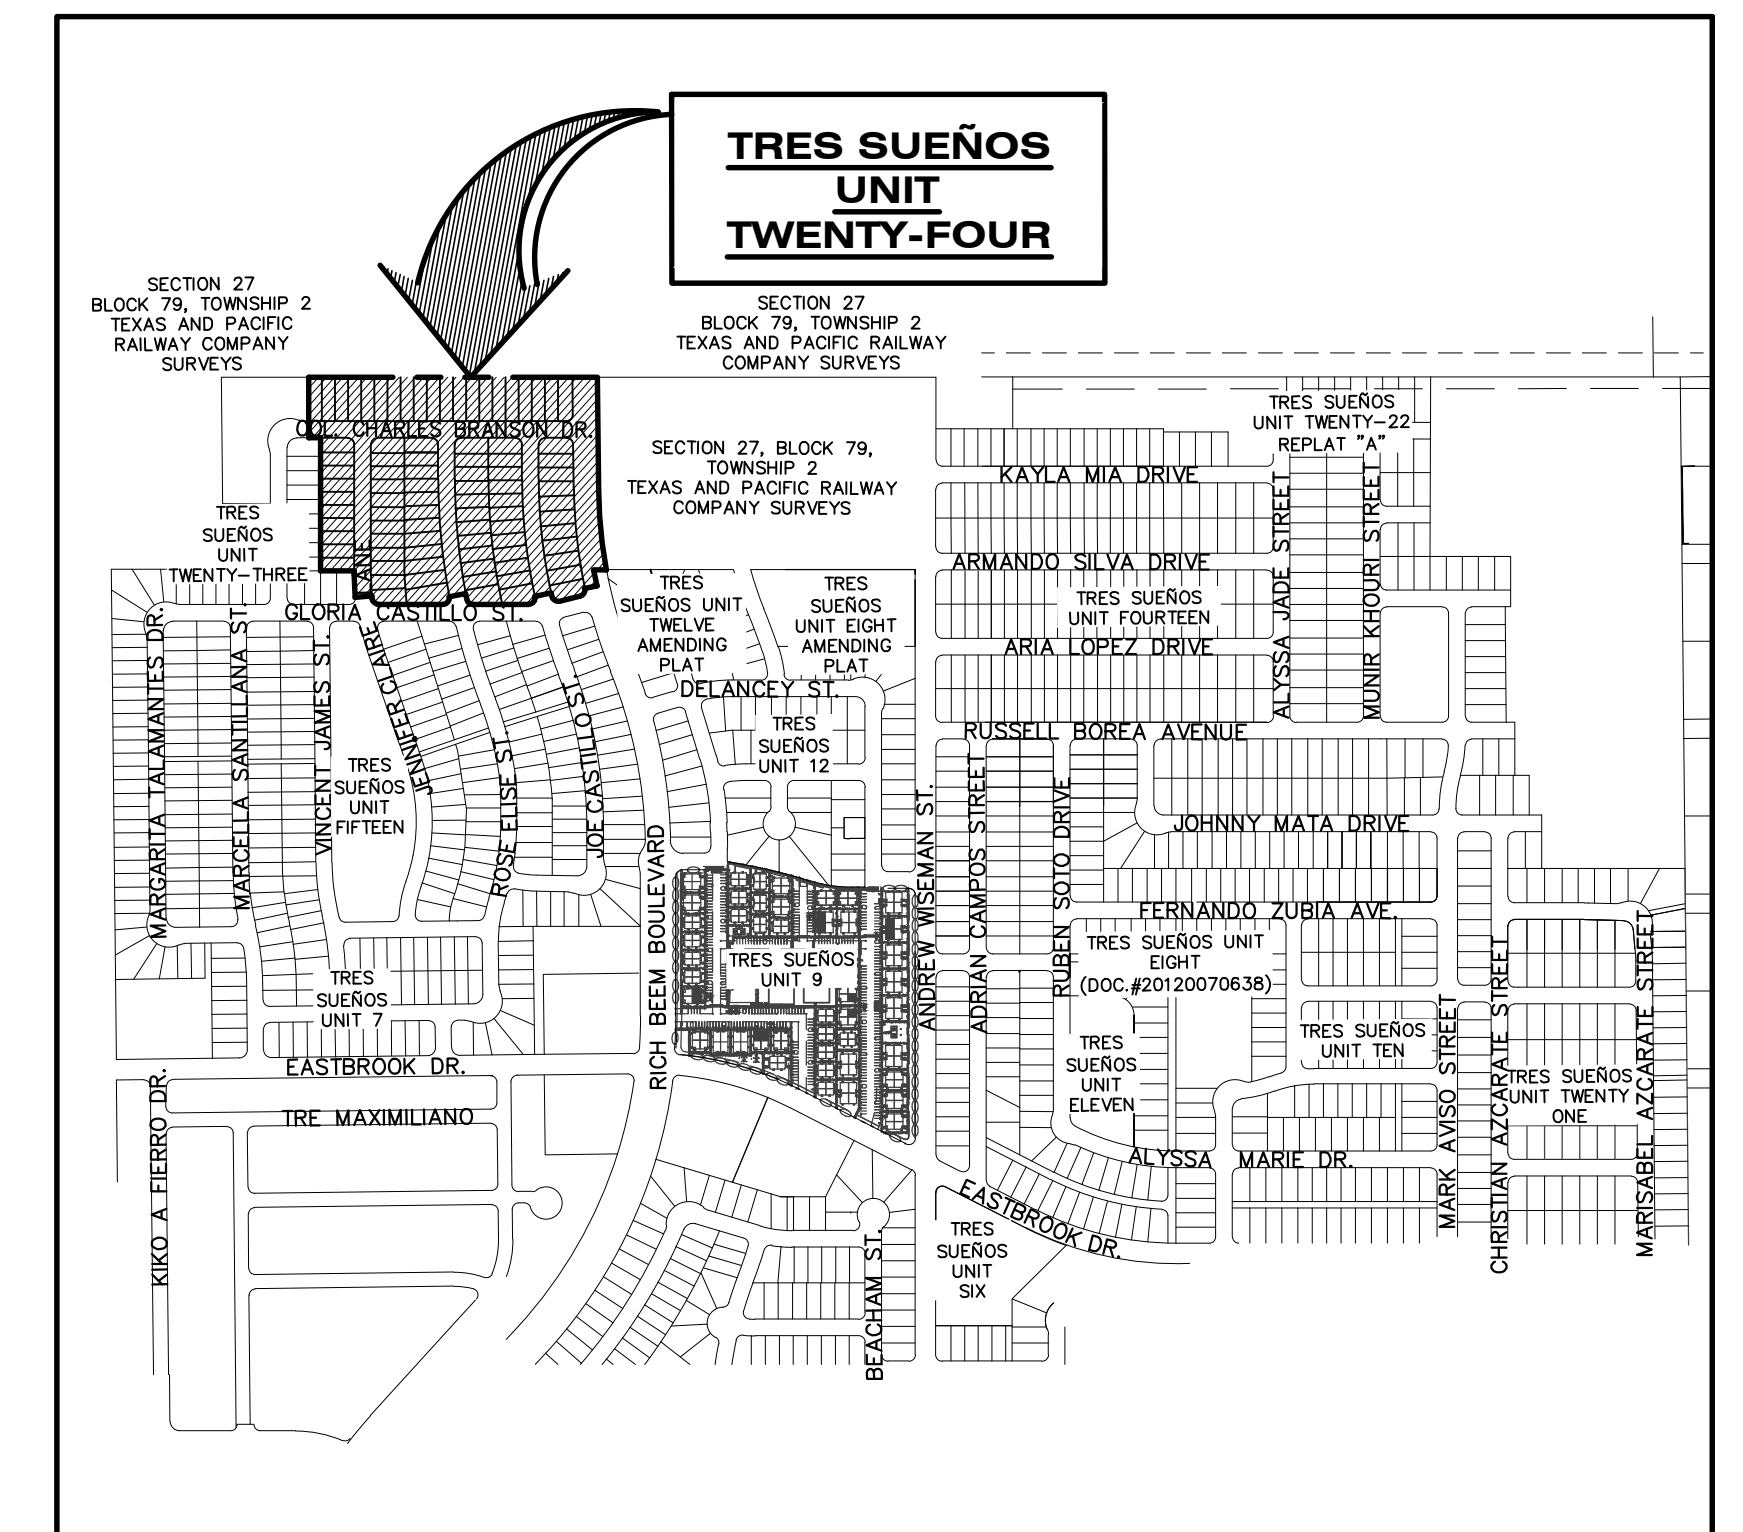 TRES SUEÑOS
UNIT
TWENTY-FOUR
SECTION 27
BLOCK 79, TOWNSHIP 2
TEXAS AND PACIFIC
RAILWAY COMPANY
SURVEYS
SECTION 27
BLOCK 79, TOWNSHIP 2
TEXAS AND PACIFIC RAILWAY
COMPANY SURVEYS
TRES SUEÑOS
UNIT TWENTY-22
REPLAT "A"
COL. CHARLES BRANSON DR.
SECTION 27, BLOCK 79,
TOWNSHIP 2
TEXAS AND PACIFIC RAILWAY
COMPANY SURVEYS
KAYLA MIA DRIVE
TRES
SUEÑOS
UNIT
TWENTY-THREE
LANE
ARMANDO SILVA DRIVE
ALYSSA JADE STREET
MUNIR KHOURI STREET
GLORIA CASTILLO ST.
TRES
SUEÑOS UNIT
TWELVE
AMENDING
PLAT
TRES
SUEÑOS
UNIT EIGHT
AMENDING
PLAT
TRES SUEÑOS
UNIT FOURTEEN
ARIA LOPEZ DRIVE
MARGARITA TALAMANTES DR.
MARCELLA SANTILLANA ST.
VINCENT JAMES ST.
JENNIFER CLAIRE
TRES
SUEÑOS
UNIT
FIFTEEN
ROSE ELISE ST.
JOE CASTILLO ST.
DELANCEY ST.
TRES
SUEÑOS
UNIT 12
RUSSELL BOREA AVENUE
RICH BEEM BOULEVARD
ANDREW WISEMAN ST.
ADRIAN CAMPOS STREET
RUBEN SOTO DRIVE
JOHNNY MATA DRIVE
FERNANDO ZUBIA AVE.
TRES SUEÑOS
UNIT 9
TRES SUEÑOS UNIT
EIGHT
(DOC.#20120070638)
TRES
SUEÑOS
UNIT 7
TRES SUEÑOS
UNIT TEN
TRES
SUEÑOS
UNIT
ELEVEN
EASTBROOK DR.
TRE MAXIMILIANO
KIKO A FIERRO DR.
TRES SUEÑOS
UNIT TWENTY
ONE
MARK AVISO STREET
CHRISTIAN AZCARATE STREET
MARISABEL AZCARATE STREET
ALYSSA MARIE DR.
EASTBROOK DR.
BEACHAM ST.
TRES
SUEÑOS
UNIT
SIX